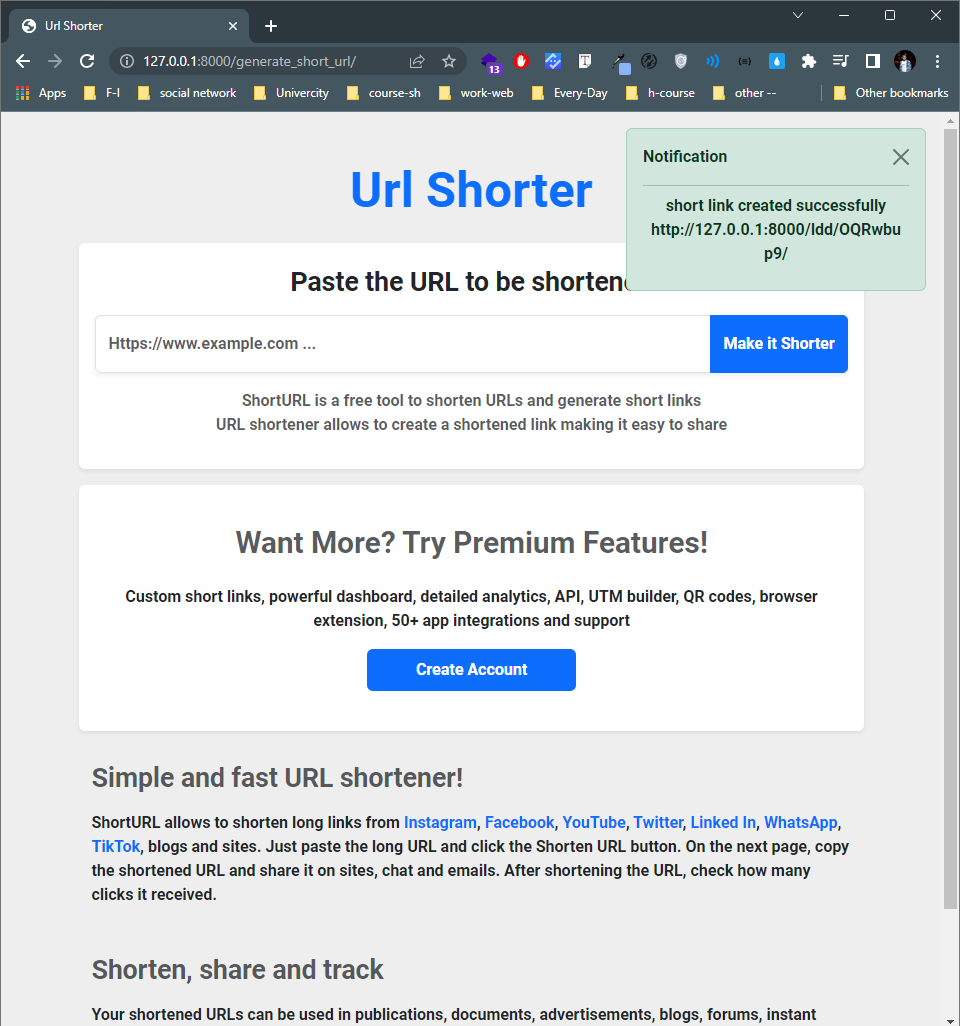 Url Shorter
127.0.0.1:8000/generate_short_url/
13
Apps
F-I
social network
Univercity
course-sh
work-web
Every-Day
h-course
other --
Other bookmarks
Notification
short link created successfully
http://127.0.0.1:8000/ldd/OQRwbu
p9/
Url Shorter
Paste the URL to be shortene
Https://www.example.com ...
Make it Shorter
ShortURL is a free tool to shorten URLs and generate short links
URL shortener allows to create a shortened link making it easy to share
Want More? Try Premium Features!
Custom short links, powerful dashboard, detailed analytics, API, UTM builder, QR codes, browser
extension, 50+ app integrations and support
Create Account
Simple and fast URL shortener!
ShortURL allows to shorten long links from Instagram, Facebook, YouTube, Twitter, Linked In, WhatsApp,
TikTok, blogs and sites. Just paste the long URL and click the Shorten URL button. On the next page, copy
the shortened URL and share it on sites, chat and emails. After shortening the URL, check how many
clicks it received.
Shorten, share and track
Your shortened URLs can be used in publications, documents, advertisements, blogs, forums, instant